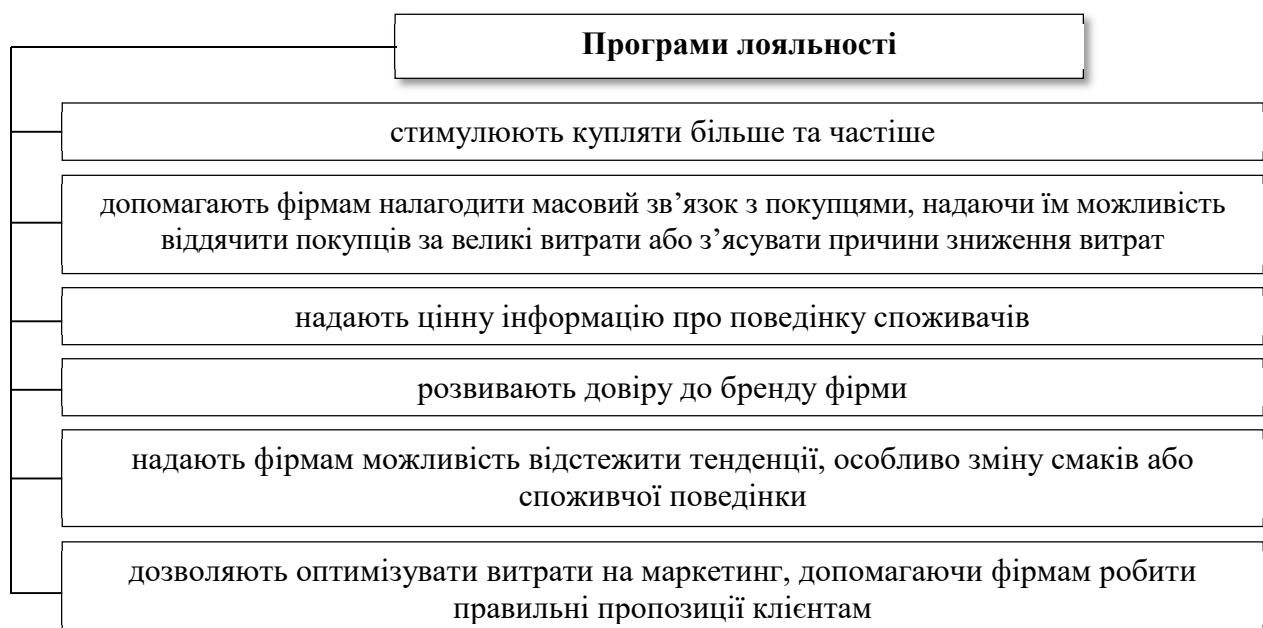 Програми лояльності
стимулюють купляти більше та частіше
допомагають фірмам налагодити масовий зв’язок з покупцями, надаючи їм можливість
віддячити покупців за великі витрати або з’ясувати причини зниження витрат
надають цінну інформацію про поведінку споживачів
розвивають довіру до бренду фірми
надають фірмам можливість відстежити тенденції, особливо зміну смаків або
споживчої поведінки
дозволяють оптимізувати витрати на маркетинг, допомагаючи фірмам робити
правильні пропозиції клієнтам